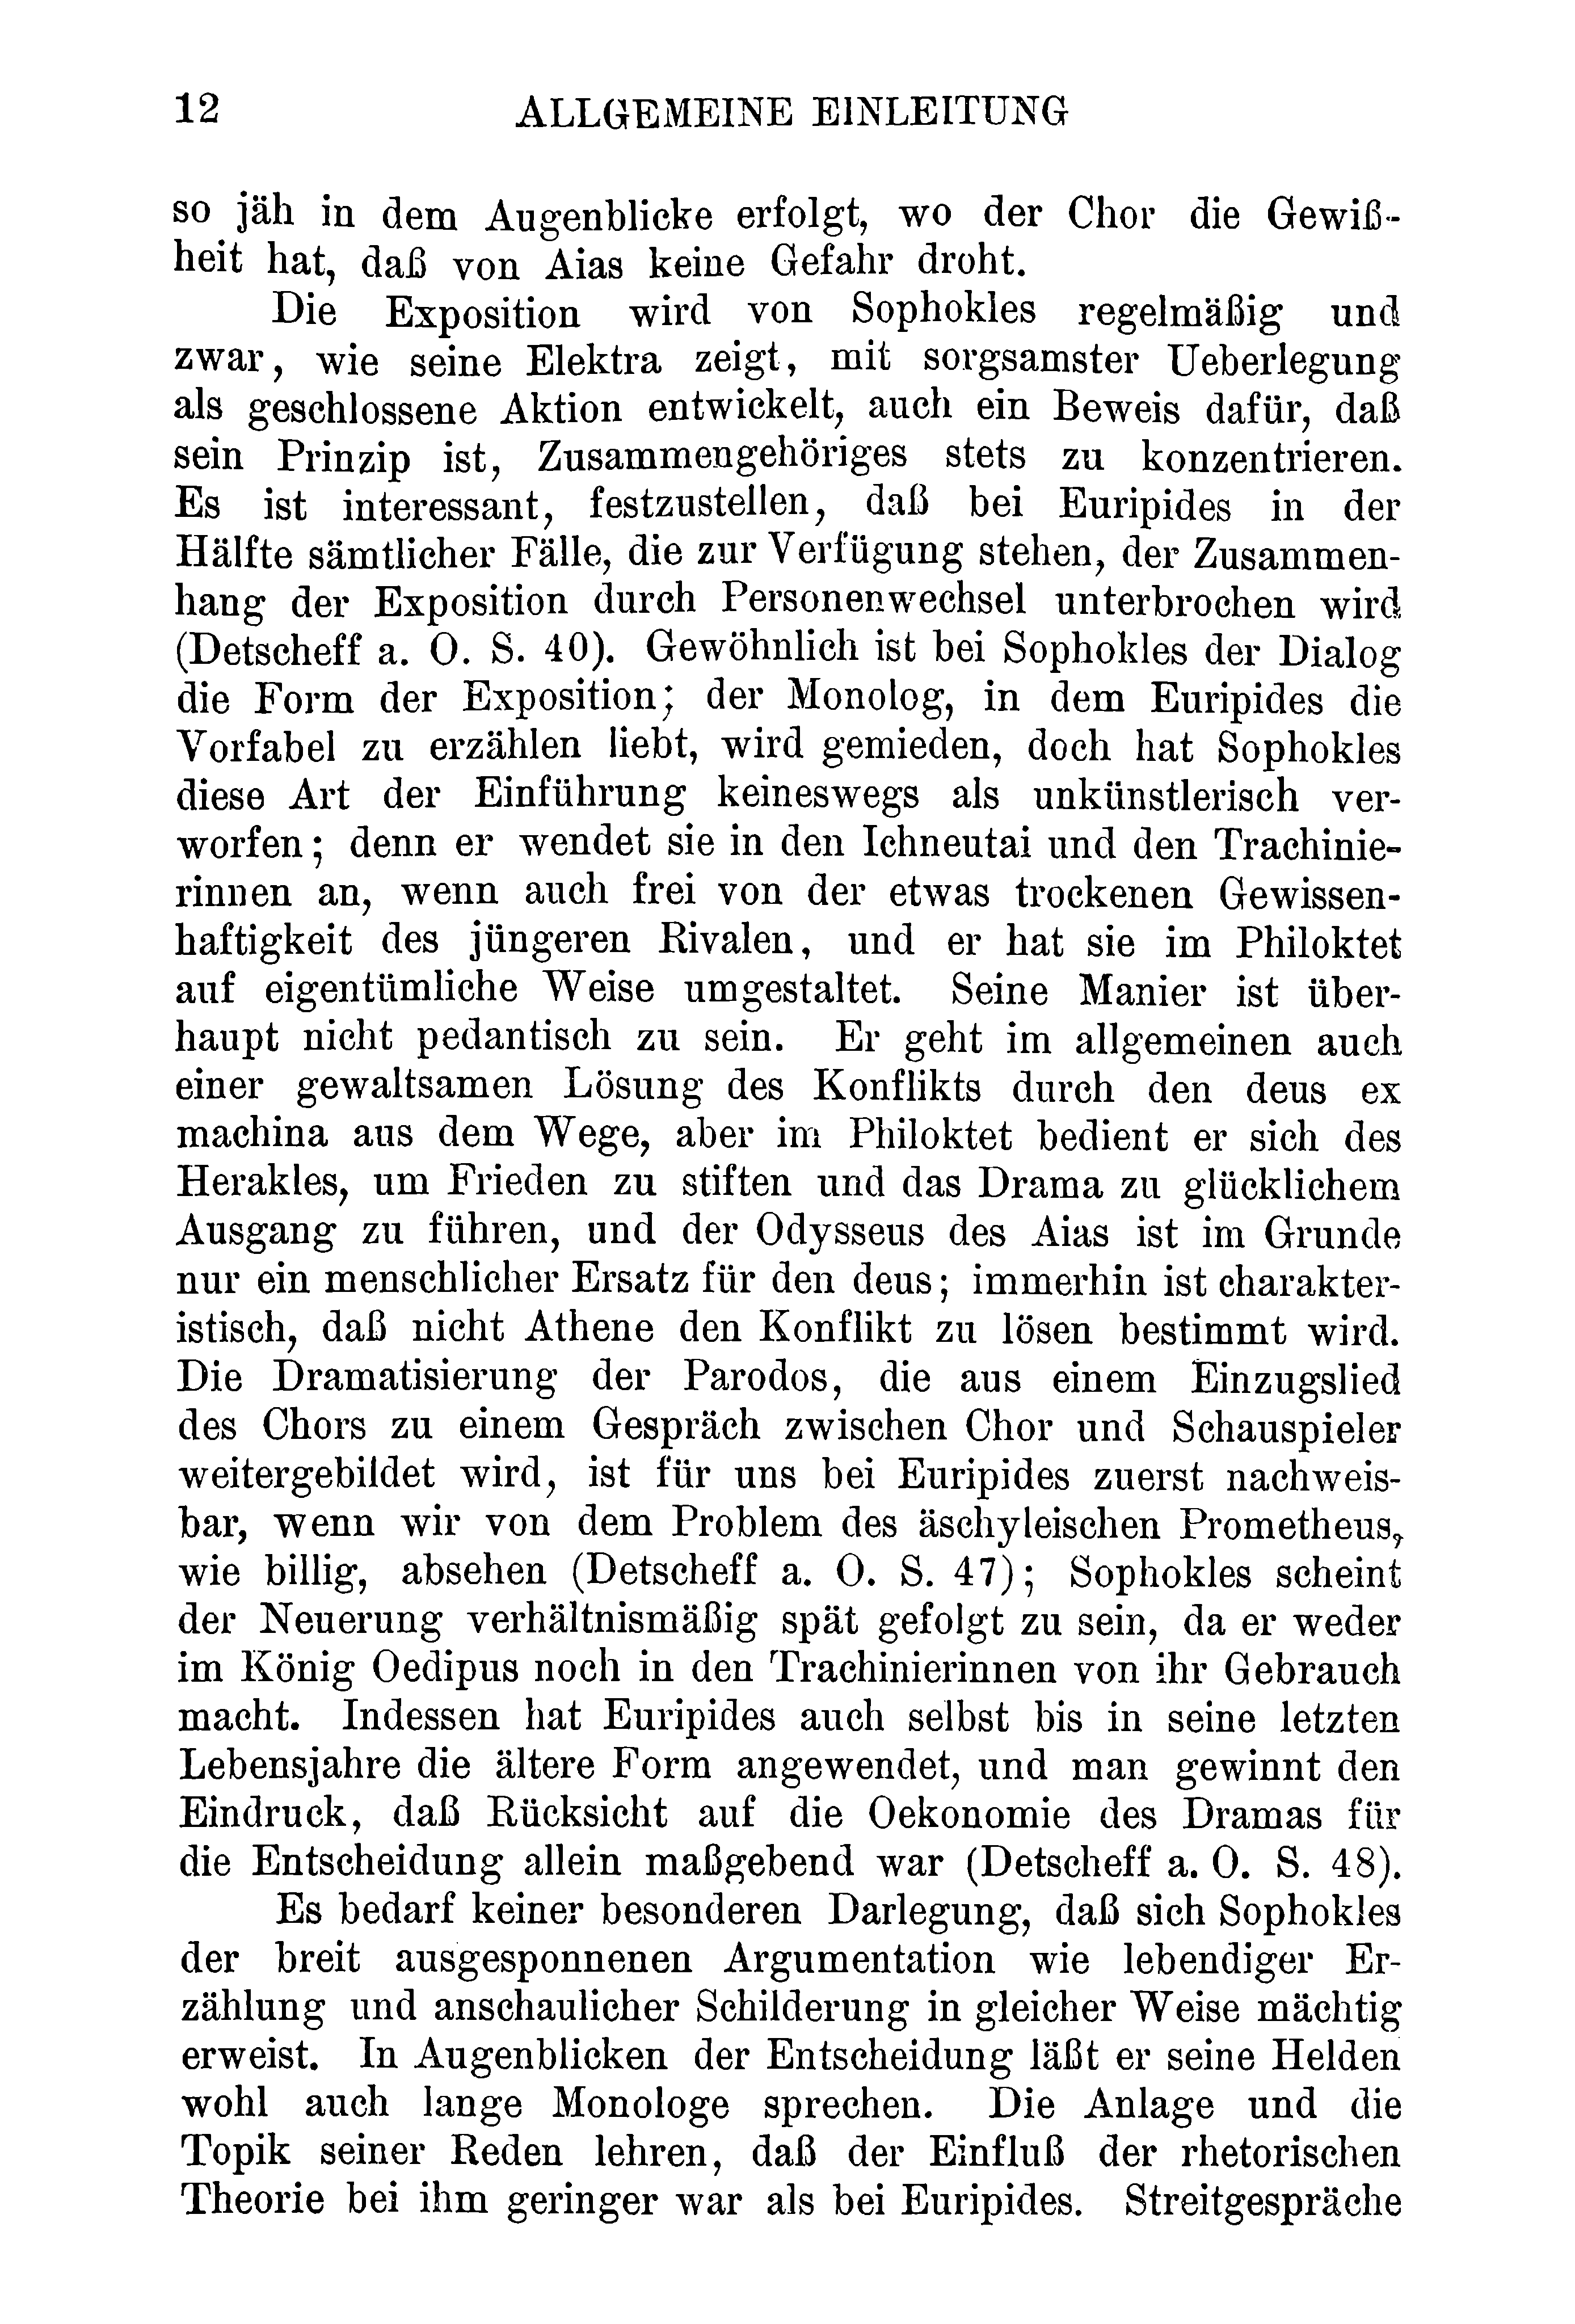 12 ALLGEMEINE EINLEITUNG
so jäh in dem Augenblicke erfolgt, wo der Chor die Gewiß-
heit hat, daß von Aias keine Gefahr droht.
Die Exposition wird von Sophokles regelmäßig und
zwar, wie seine Elektra zeigt, mit sorgsamster Ueberlegung
als geschlossene Aktion entwickelt, auch ein Beweis dafür, daß
sein Prinzip ist, Zusammengehöriges stets zu konzentrieren.
Es ist interessant, festzustellen, daß bei Euripides in der
Hälfte sämtlicher Fälle, die zur Verfügung stehen, der Zusammen-
hang der Exposition durch Personenwechsel unterbrochen wird
(Detscheff a. O. S. 40). Gewöhnlich ist bei Sophokles der Dialog
die Form der Exposition; der Monolog, in dem Euripides die
Vorfabel zu erzählen liebt, wird gemieden, doch hat Sophokles
diese Art der Einführung keineswegs als unkünstlerisch ver-
worfen; denn er wendet sie in den Ichneutai und den Trachinie-
rinnen an, wenn auch frei von der etwas trockenen Gewissen-
haftigkeit des jüngeren Rivalen, und er hat sie im Philoktet
auf eigentümliche Weise umgestaltet. Seine Manier ist über-
haupt nicht pedantisch zu sein. Er geht im allgemeinen auch
einer gewaltsamen Lösung des Konflikts durch den deus ex
machina aus dem Wege, aber im Philoktet bedient er sich des
Herakles, um Frieden zu stiften und das Drama zu glücklichem
Ausgang zu führen, und der Odysseus des Aias ist im Grunde
nur ein menschlicher Ersatz für den deus; immerhin ist charakter-
istisch, daß nicht Athene den Konflikt zu lösen bestimmt wird.
Die Dramatisierung der Parodos, die aus einem Einzugslied
des Chors zu einem Gespräch zwischen Chor und Schauspieler
weitergebildet wird, ist für uns bei Euripides zuerst nachweis-
bar, wenn wir von dem Problem des äschyleischen Prometheus,
wie billig, absehen (Detscheff a. O. S. 47); Sophokles scheint
der Neuerung verhältnismäßig spät gefolgt zu sein, da er weder
im König Oedipus noch in den Trachinierinnen von ihr Gebrauch
macht. Indessen hat Euripides auch selbst bis in seine letzten
Lebensjahre die ältere Form angewendet, und man gewinnt den
Eindruck, daß Rücksicht auf die Oekonomie des Dramas für
die Entscheidung allein maßgebend war (Detscheff a. O. S. 48).
Es bedarf keiner besonderen Darlegung, daß sich Sophokles
der breit ausgesponnenen Argumentation wie lebendiger Er-
zählung und anschaulicher Schilderung in gleicher Weise mächtig
erweist. In Augenblicken der Entscheidung läßt er seine Helden
wohl auch lange Monologe sprechen. Die Anlage und die
Topik seiner Reden lehren, daß der Einfluß der rhetorischen
Theorie bei ihm geringer war als bei Euripides. Streitgespräche